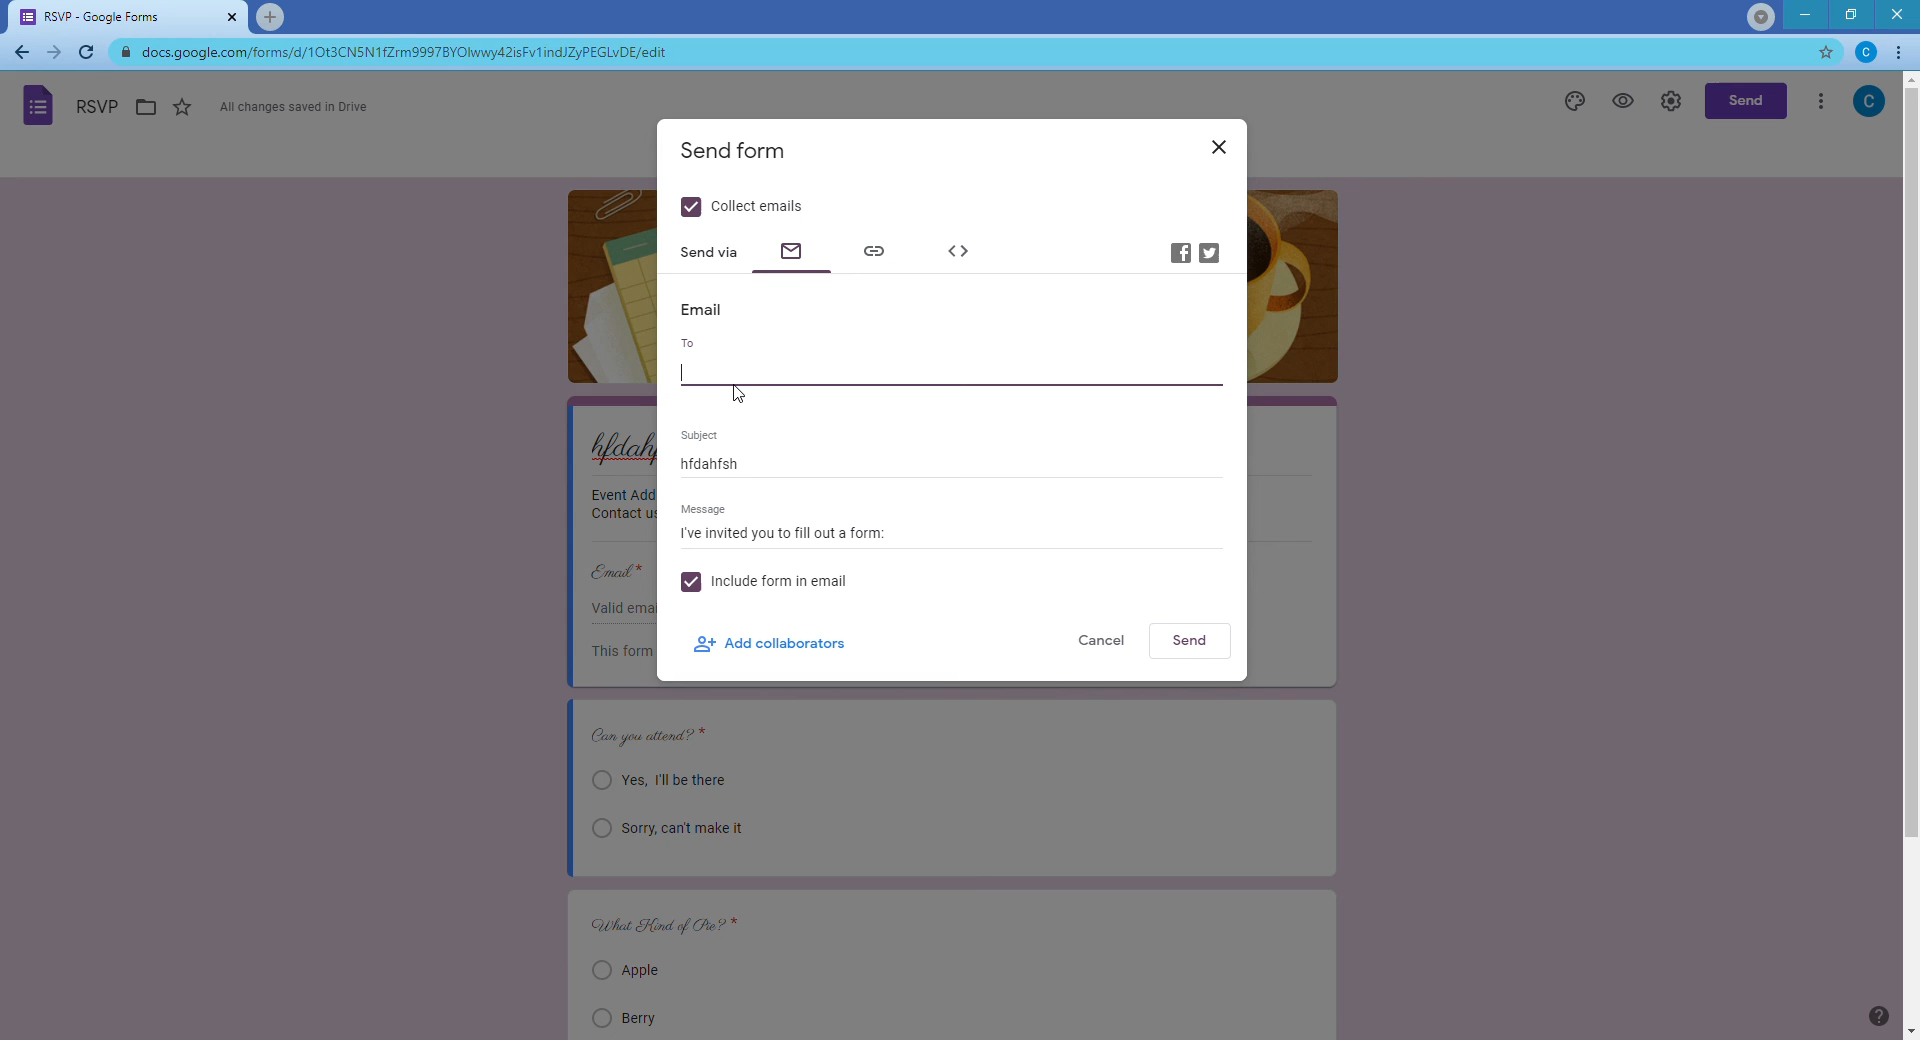 RSVP - Google Forms
docs.google.com/forms/d/1Ot3CN5N1fZrm9997BYOlwwy42isFv1indJZyPEGLvDE/edit
C
RSVP
All changes saved in Drive
Send
C
Send form
Collect emails
Send via
Email
To
Subject
hfdahfsh
Message
I've invited you to fill out a form:
Include form in email
Add collaborators
Cancel
Send
Event Add
Contact us
Email *
Valid emai
This form
Can you attend? *
Yes, I'll be there
Sorry, can't make it
What Kind of Pie? *
Apple
Berry